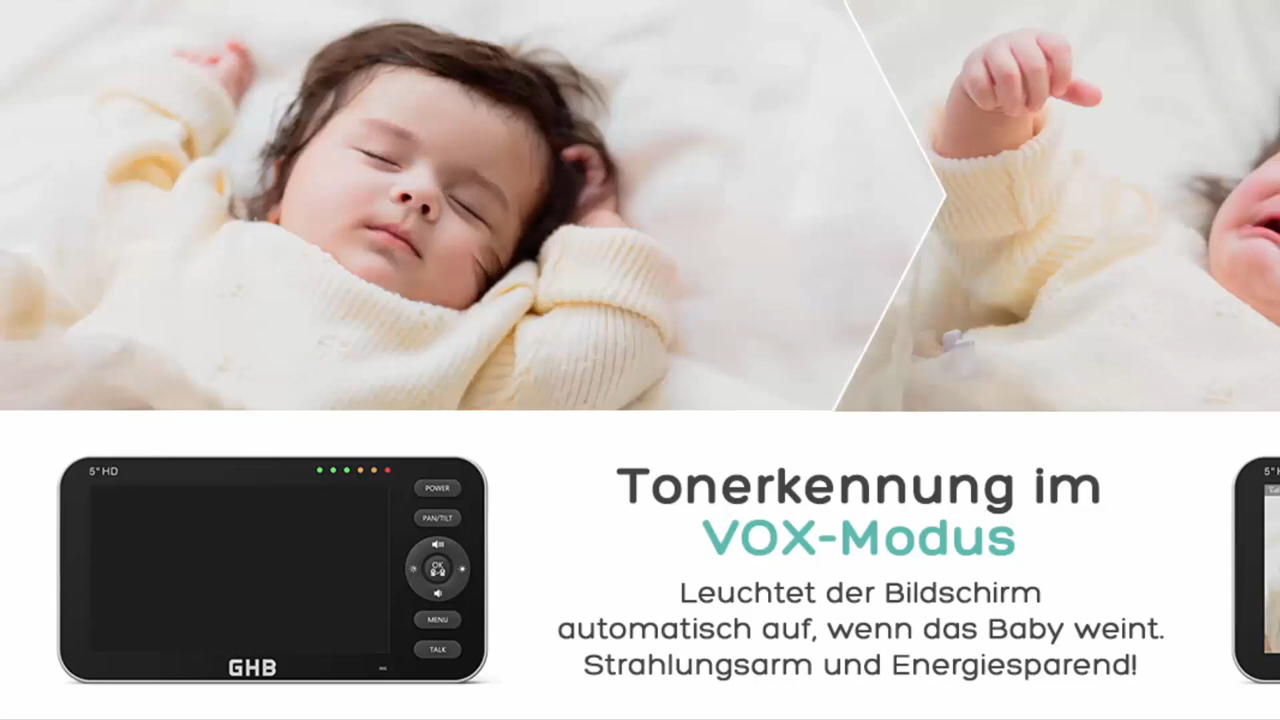 5" HD
POWER
PAN/TILT
OK
MENU
TALK
GHB
Tonerkennung im
VOX-Modus
Leuchtet der Bildschirm
automatisch auf, wenn das Baby weint.
Strahlungsarm und Energiesparend!
5"